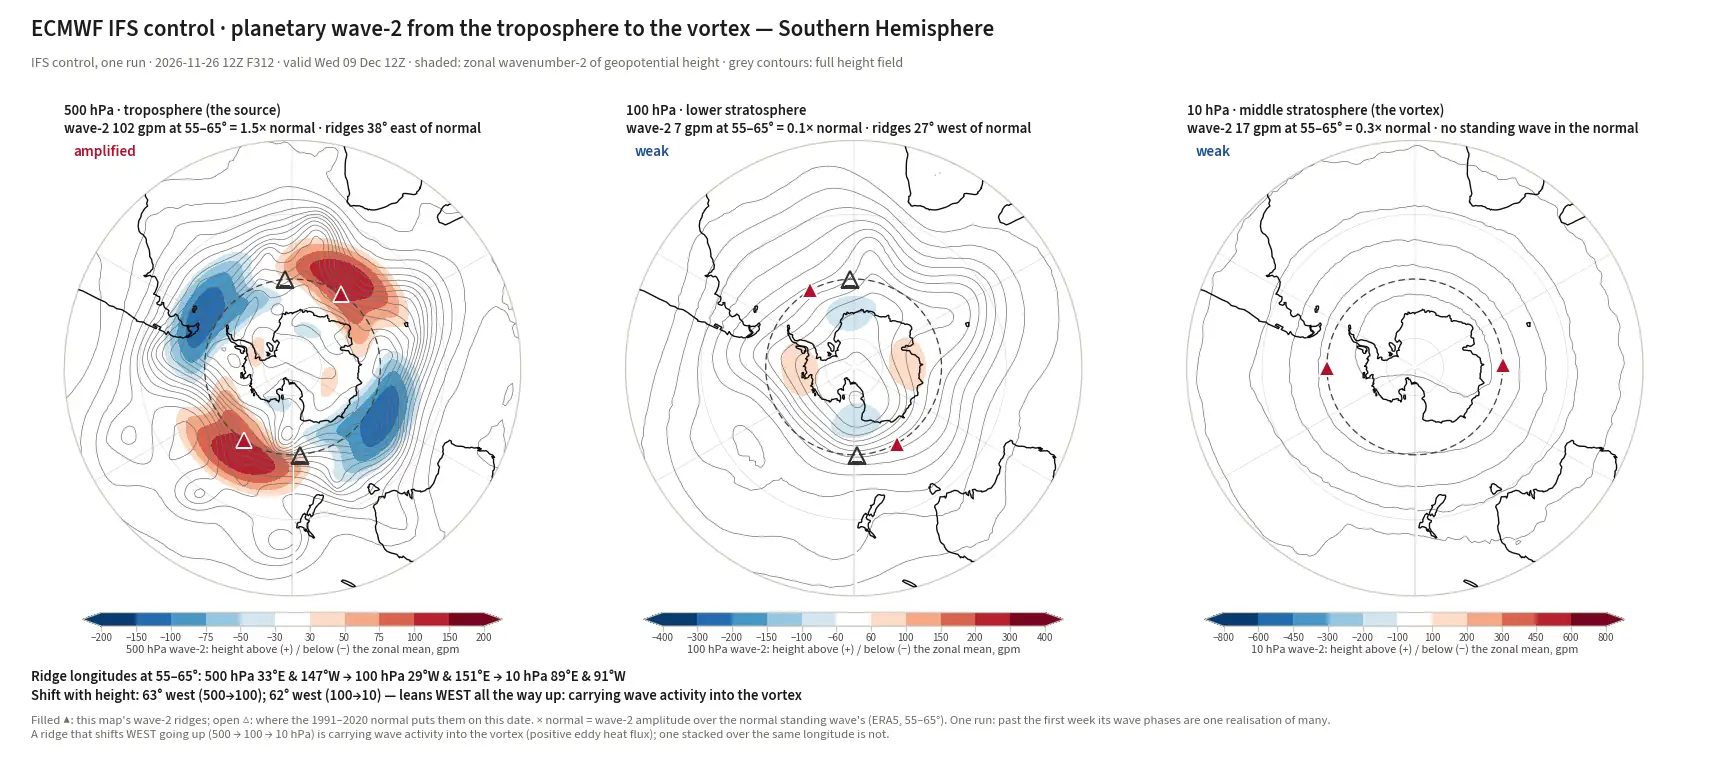 ECMWF IFS control · planetary wave-2 from the troposphere to the vortex — Southern Hemisphere
IFS control, one run · 2026-11-26 12Z F312 · valid Wed 09 Dec 12Z · shaded: zonal wavenumber-2 of geopotential height · grey contours: full height field
500 hPa · troposphere (the source)
wave-2 102 gpm at 55–65° = 1.5× normal · ridges 38° east of normal
amplified
100 hPa · lower stratosphere
wave-2 7 gpm at 55–65° = 0.1× normal · ridges 27° west of normal
weak
10 hPa · middle stratosphere (the vortex)
wave-2 17 gpm at 55–65° = 0.3× normal · no standing wave in the normal
weak
−200 −150 −100 −75 −50 −30 30 50 75 100 150 200
500 hPa wave-2: height above (+) / below (−) the zonal mean, gpm
−400 −300 −200 −150 −100 −60 60 100 150 200 300 400
100 hPa wave-2: height above (+) / below (−) the zonal mean, gpm
−800 −600 −450 −300 −200 −100 100 200 300 450 600 800
10 hPa wave-2: height above (+) / below (−) the zonal mean, gpm
Ridge longitudes at 55–65°: 500 hPa 33°E & 147°W → 100 hPa 29°W & 151°E → 10 hPa 89°E & 91°W
Shift with height: 63° west (500→100); 62° west (100→10) — leans WEST all the way up: carrying wave activity into the vortex
Filled ▲: this map's wave-2 ridges; open △: where the 1991–2020 normal puts them on this date. × normal = wave-2 amplitude over the normal standing wave's (ERA5, 55–65°). One run: past the first week its wave phases are one realisation of many.
A ridge that shifts WEST going up (500 → 100 → 10 hPa) is carrying wave activity into the vortex (positive eddy heat flux); one stacked over the same longitude is not.